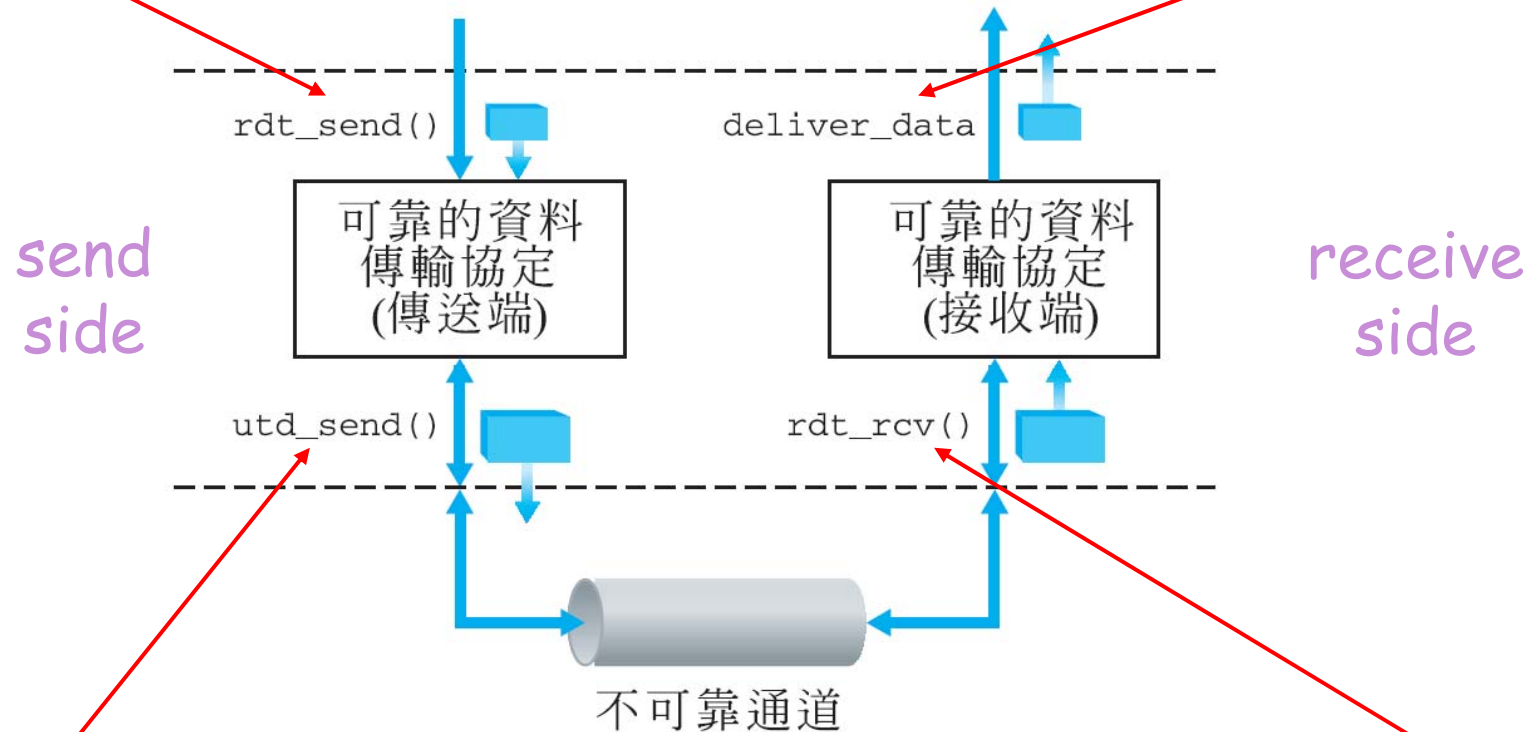 rdt_send()
deliver_data
send
side
可靠的資料
傳輸協定
(傳送端)
可靠的資料
傳輸協定
(接收端)
receive
side
utd_send()
rdt_rcv()
不可靠通道